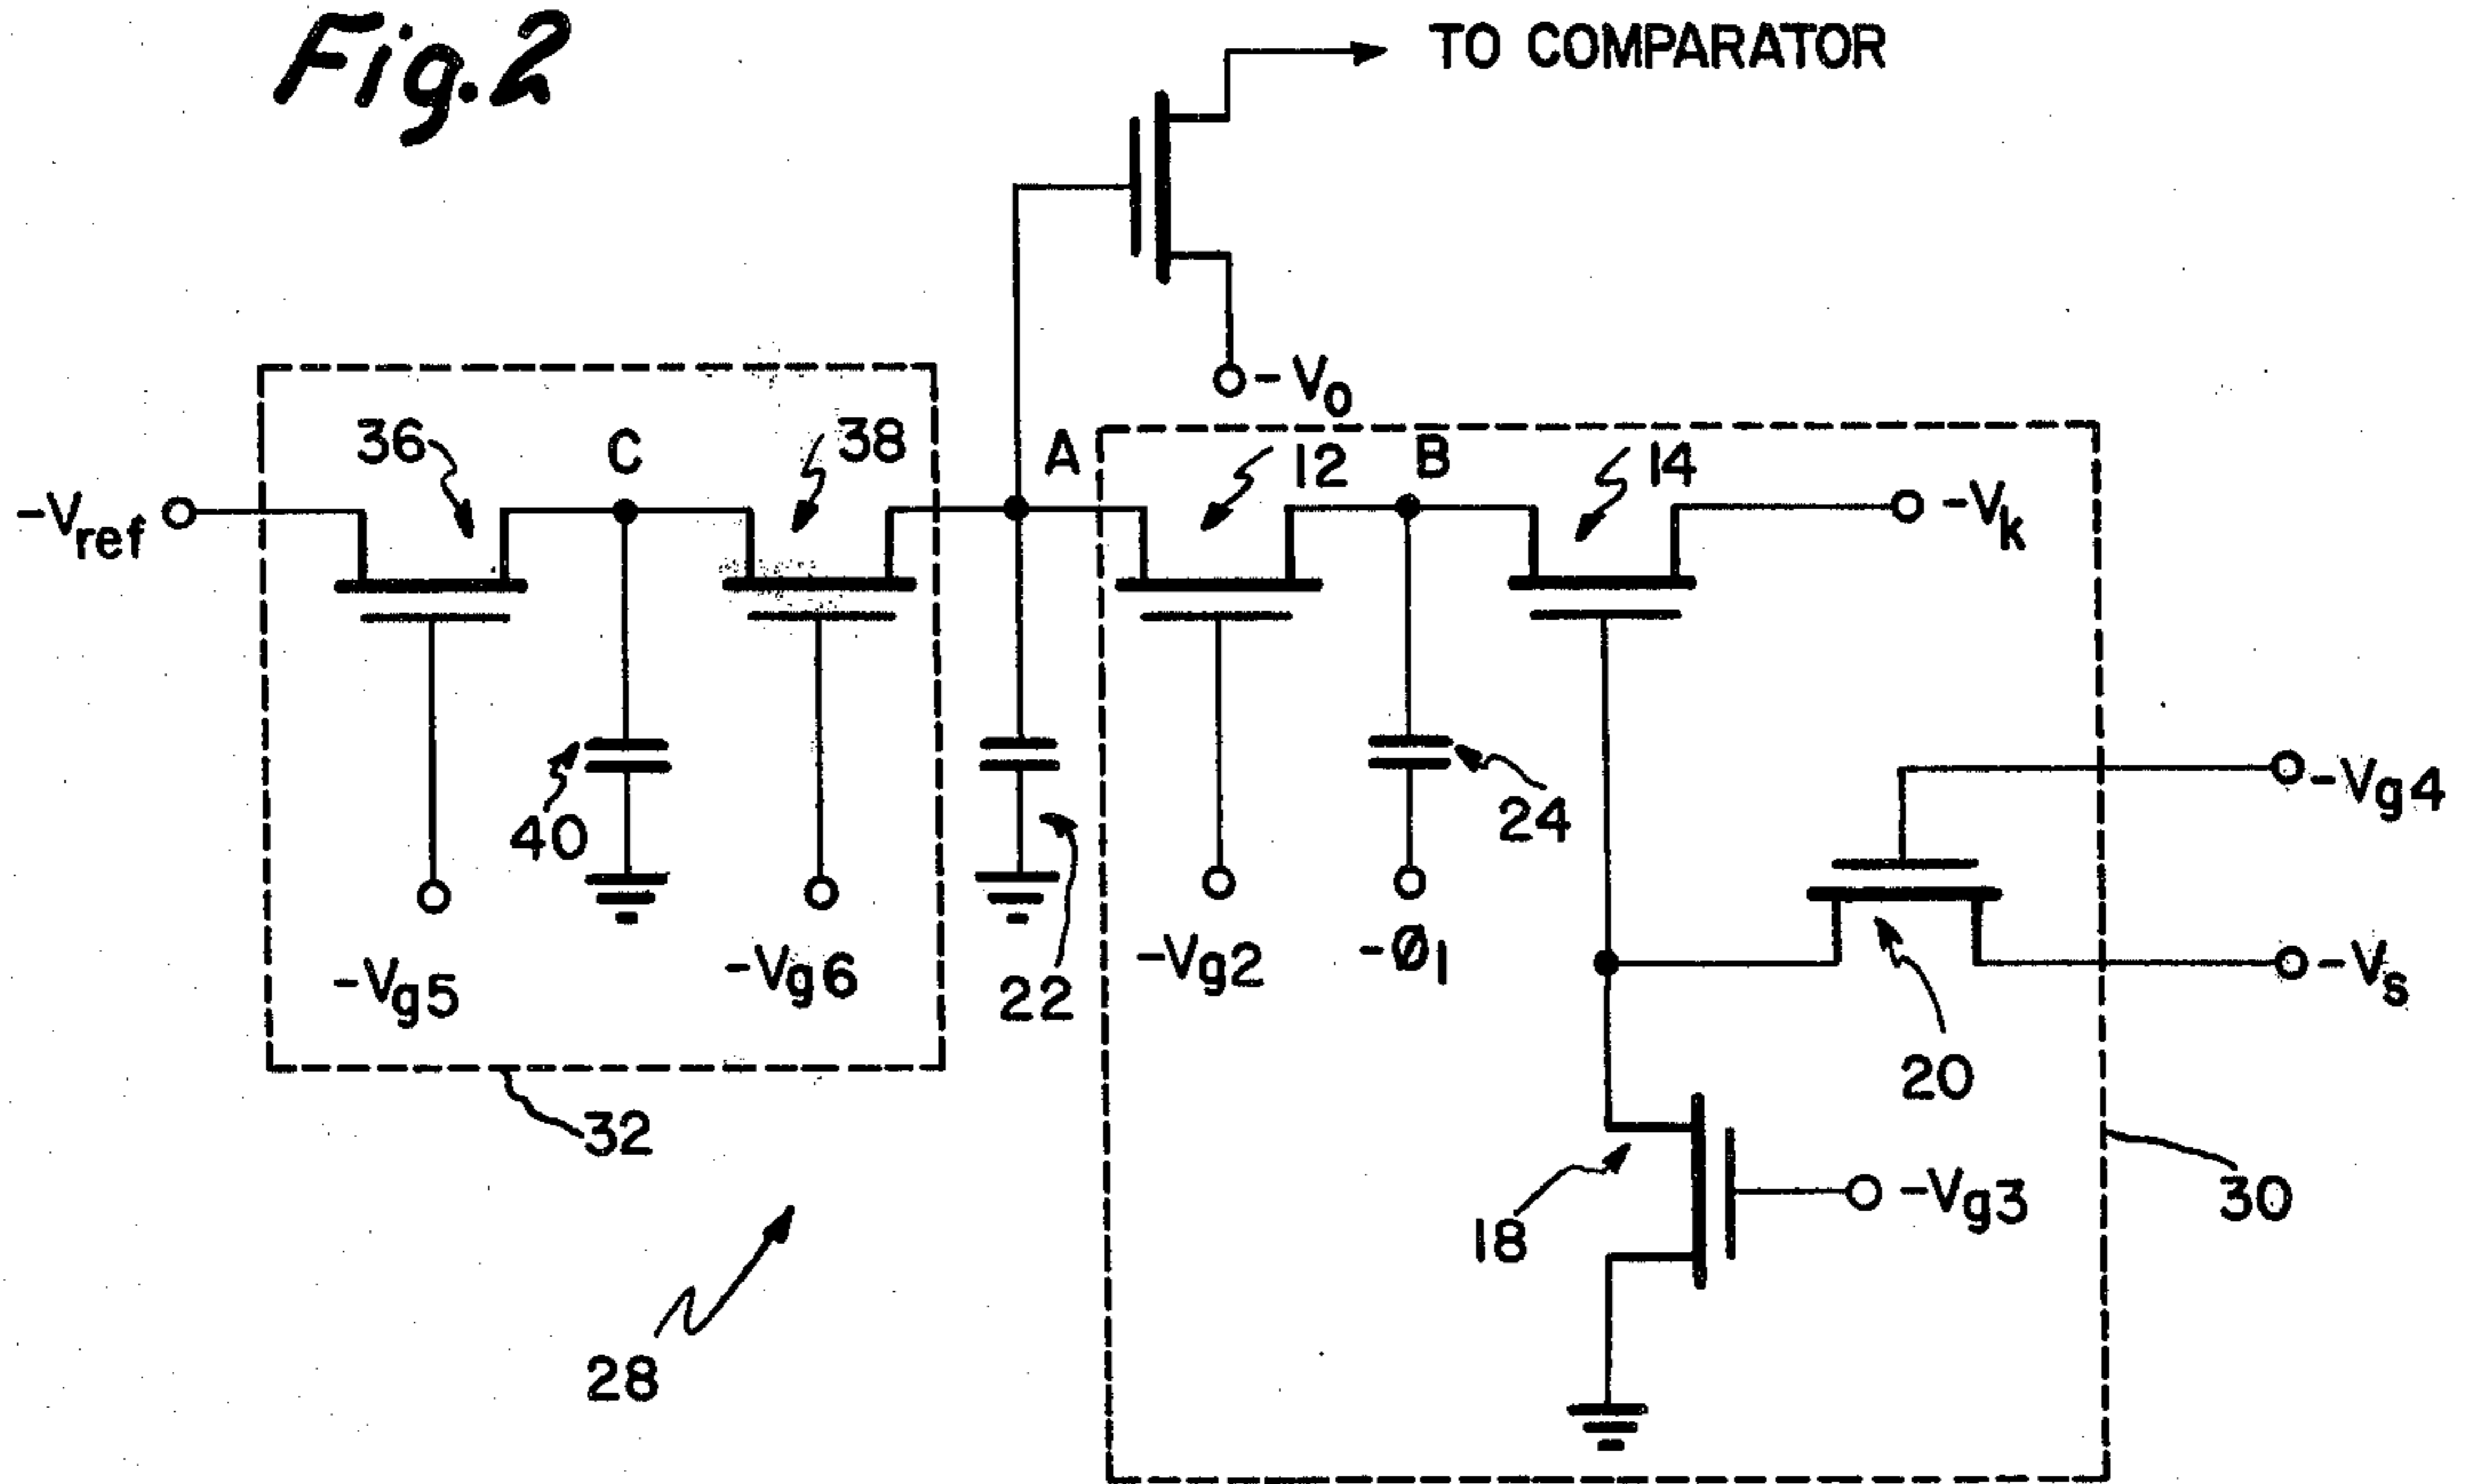 Fig.2
TO COMPARATOR
-Vo
36
C
38
A
12
B
14
-Vref
-Vk
40
24
-Vg4
-Vg5
-Vg6
22
-Vg2
-Ø1
-Vs
20
32
18
-Vg3
30
28